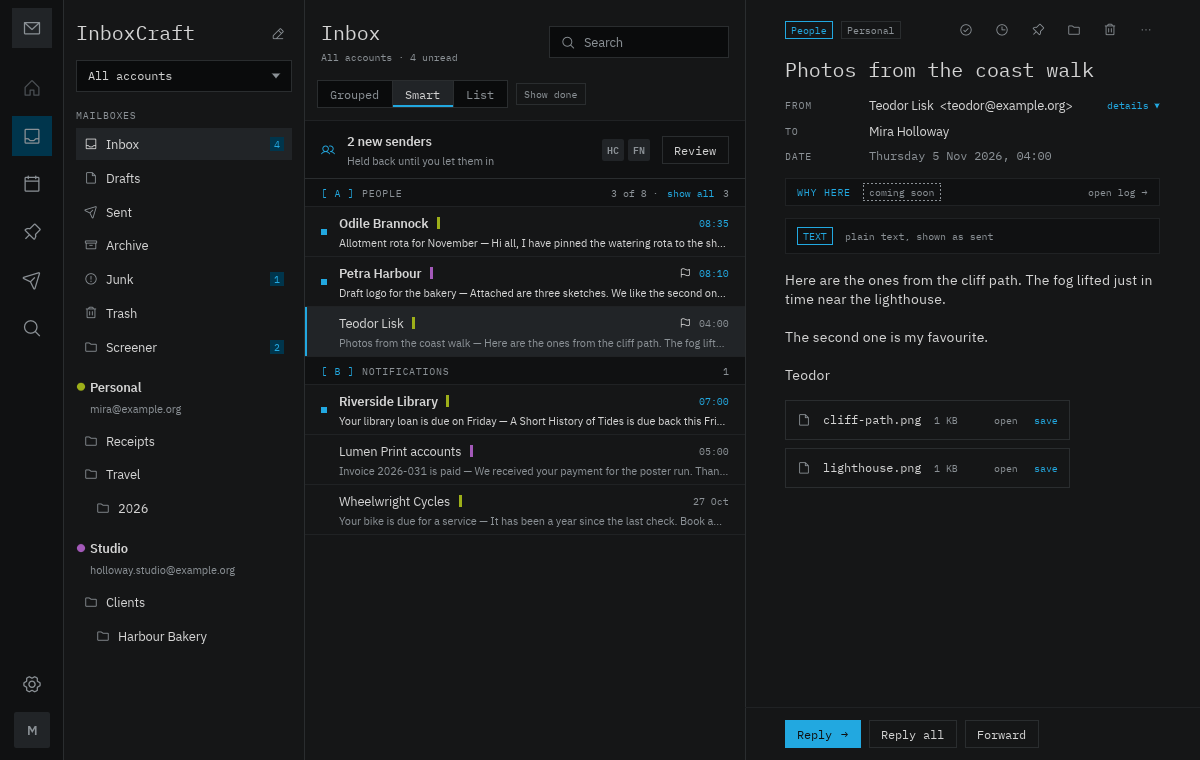 InboxCraft
All accounts
MAILBOXES
Inbox 4
Drafts
Sent
Archive
Junk 1
Trash
Screener 2
Personal
mira@example.org
Receipts
Travel
2026
Studio
holloway.studio@example.org
Clients
Harbour Bakery
M
Inbox
All accounts · 4 unread
Search
Grouped Smart List Show done
2 new senders
Held back until you let them in
HC FN Review
[ A ] PEOPLE 3 of 8 · show all 3
Odile Brannock 08:35
Allotment rota for November — Hi all, I have pinned the watering rota to the sh…
Petra Harbour 08:10
Draft logo for the bakery — Attached are three sketches. We like the second on…
Teodor Lisk 04:00
Photos from the coast walk — Here are the ones from the cliff path. The fog lift…
[ B ] NOTIFICATIONS 1
Riverside Library 07:00
Your library loan is due on Friday — A Short History of Tides is due back this Fri…
Lumen Print accounts 05:00
Invoice 2026-031 is paid — We received your payment for the poster run. Than…
Wheelwright Cycles 27 Oct
Your bike is due for a service — It has been a year since the last check. Book a…
People Personal
Photos from the coast walk
FROM Teodor Lisk <teodor@example.org> details ▾
TO Mira Holloway
DATE Thursday 5 Nov 2026, 04:00
WHY HERE coming soon open log →
TEXT plain text, shown as sent
Here are the ones from the cliff path. The fog lifted just in
time near the lighthouse.
The second one is my favourite.
Teodor
cliff-path.png 1 KB open save
lighthouse.png 1 KB open save
Reply → Reply all Forward